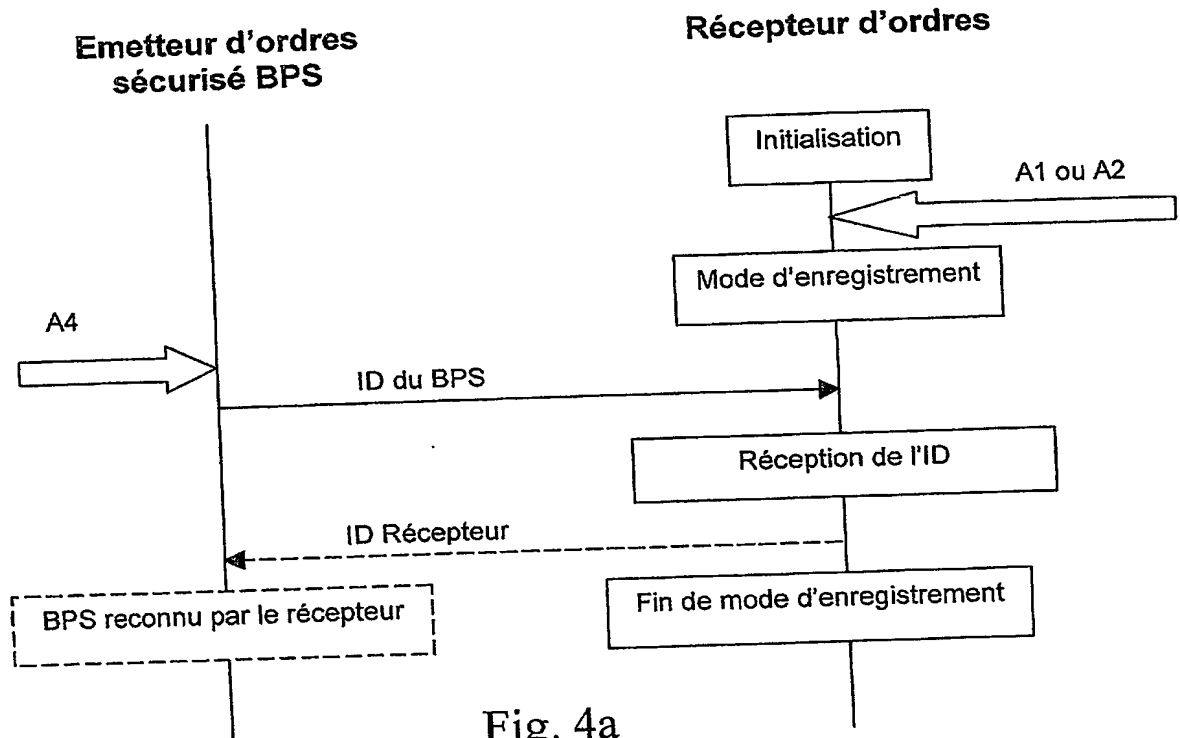 Emetteur d'ordres
sécurisé BPS
Récepteur d'ordres
Initialisation
A1 ou A2
Mode d'enregistrement
A4
ID du BPS
Réception de l'ID
ID Récepteur
BPS reconnu par le récepteur
Fin de mode d'enregistrement
Fig. 4a